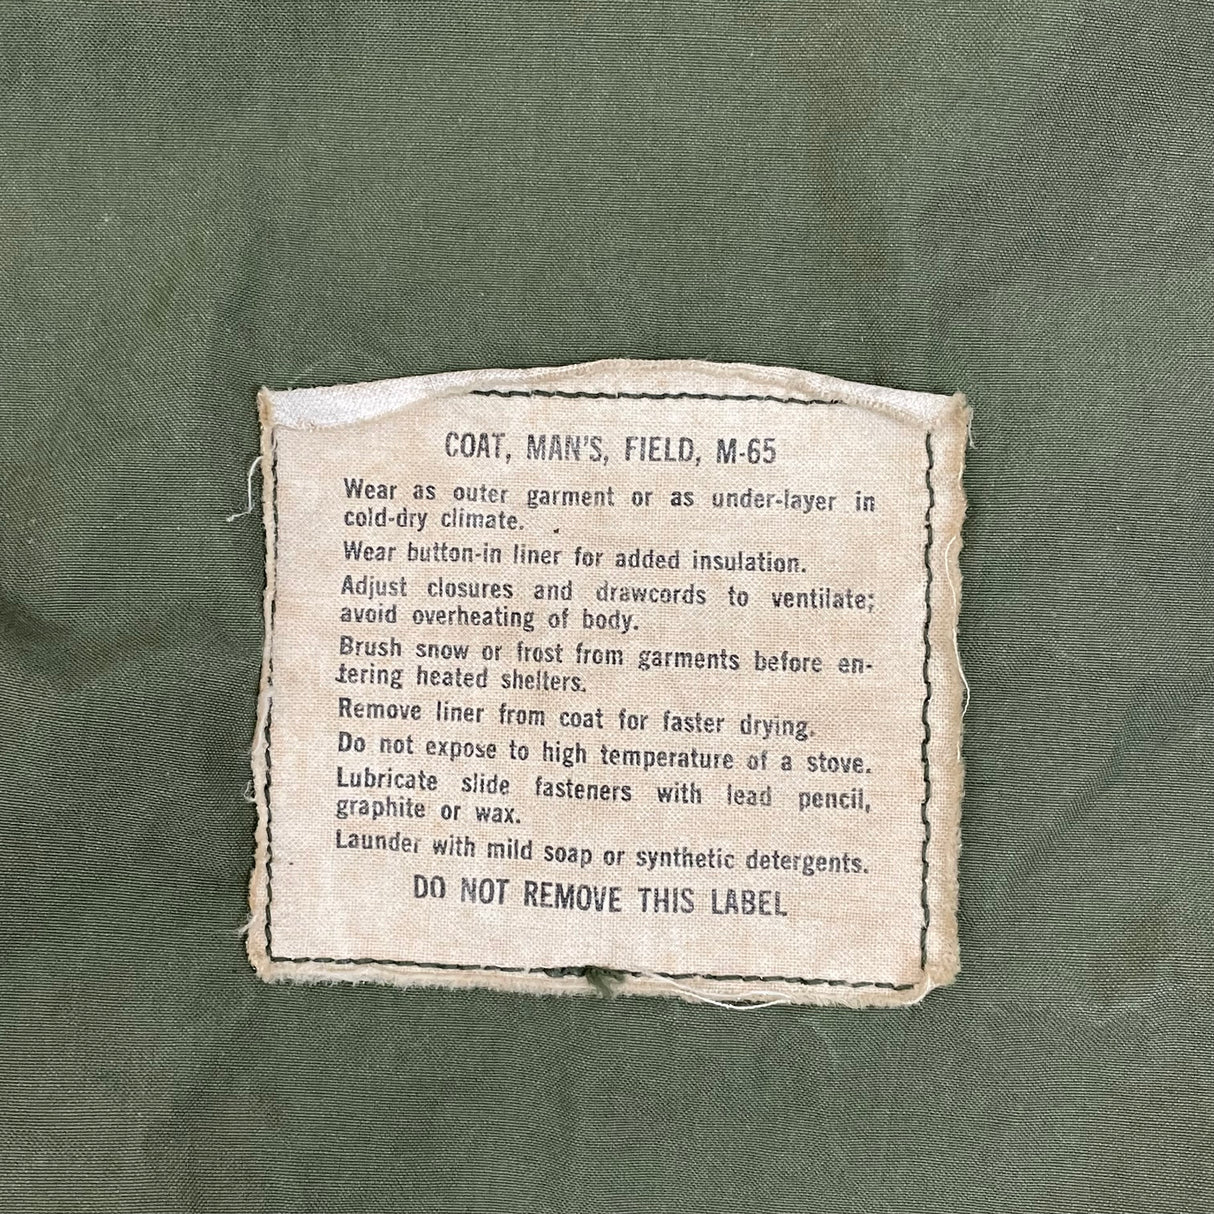 COAT, MAN'S, FIELD, M-65
Wear as outer garment or as under-layer in
cold-dry climate.
Wear button-in liner for added insulation.
Adjust closures and drawcords to ventilate;
avoid overheating of body.
Brush snow or frost from garments before en-
tering heated shelters.
Remove liner from coat for faster drying.
Do not expose to high temperature of a stove.
Lubricate slide fasteners with lead pencil,
graphite or wax.
Launder with mild soap or synthetic detergents.
DO NOT REMOVE THIS LABEL